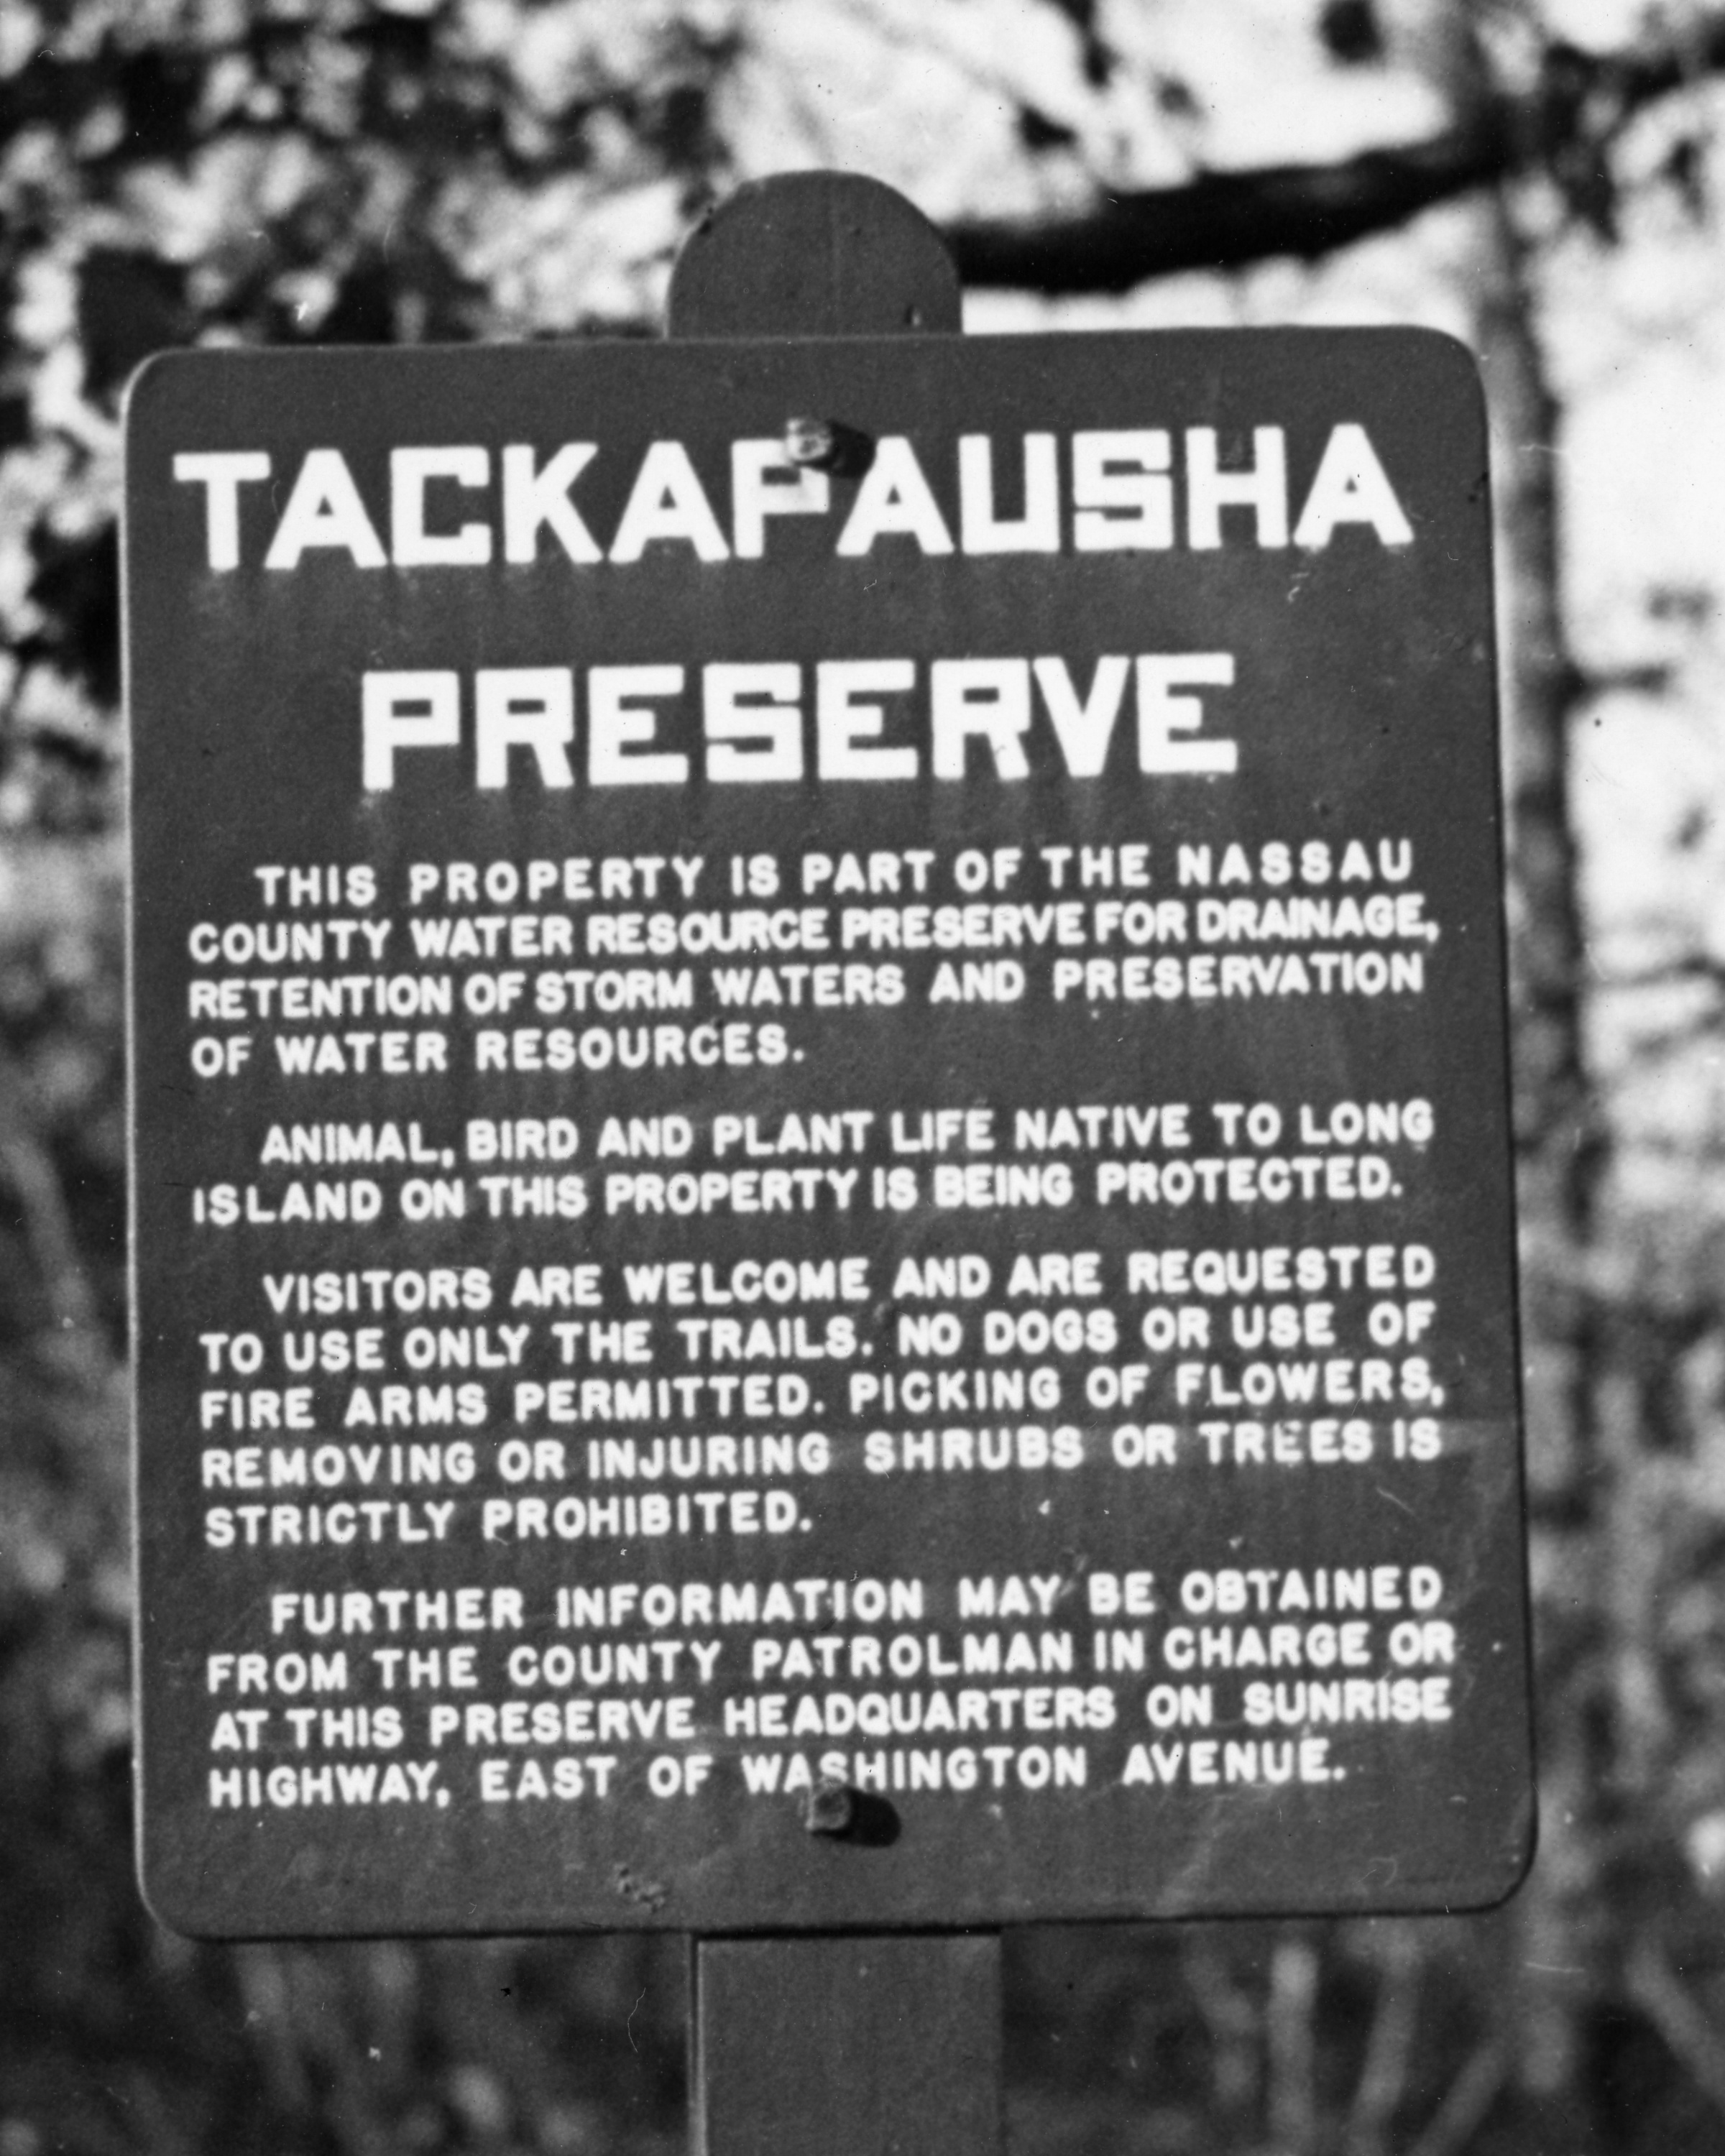 TACKAPAUSHA
PRESERVE
THIS PROPERTY IS PART OF THE NASSAU
COUNTY WATER RESOURCE PRESERVE FOR DRAINAGE,
RETENTION OF STORM WATERS AND PRESERVATION
OF WATER RESOURCES.
ANIMAL, BIRD AND PLANT LIFE NATIVE TO LONG
ISLAND ON THIS PROPERTY IS BEING PROTECTED.
VISITORS ARE WELCOME AND ARE REQUESTED
TO USE ONLY THE TRAILS. NO DOGS OR USE OF
FIRE ARMS PERMITTED. PICKING OF FLOWERS,
REMOVING OR INJURING SHRUBS OR TREES IS
STRICTLY PROHIBITED.
FURTHER INFORMATION MAY BE OBTAINED
FROM THE COUNTY PATROLMAN IN CHARGE OR
AT THIS PRESERVE HEADQUARTERS ON SUNRISE
HIGHWAY, EAST OF WASHINGTON AVENUE.